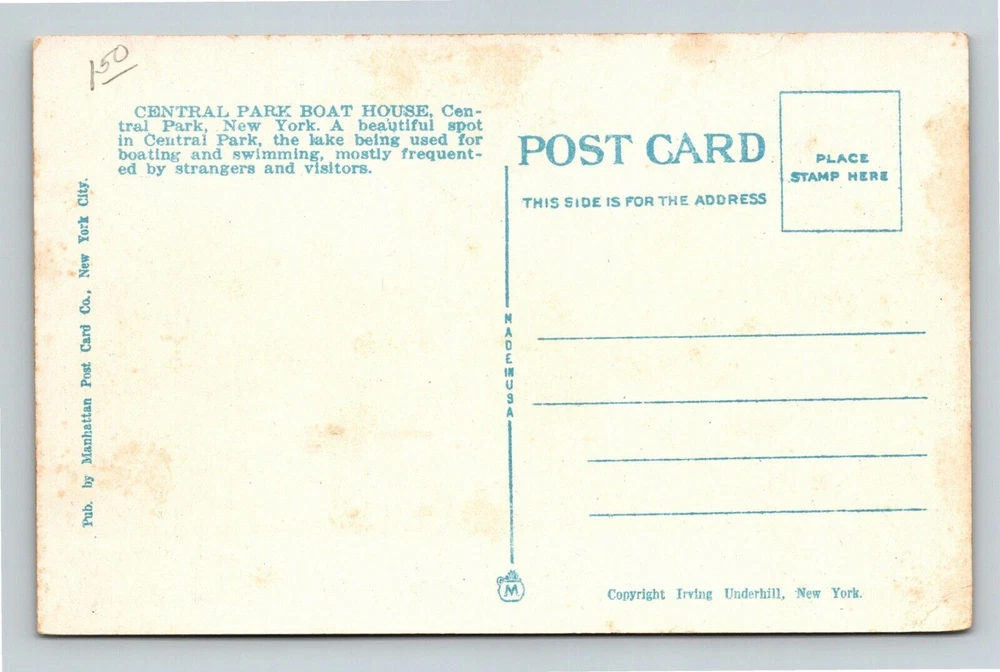 1.50
CENTRAL PARK BOAT HOUSE, Cen-
tral Park, New York. A beautiful spot
in Central Park, the lake being used for
boating and swimming, mostly frequent-
ed by strangers and visitors.
Pub. by Manhattan Post Card Co., New York City.
POST CARD
THIS SIDE IS FOR THE ADDRESS
PLACE
STAMP HERE
MADE IN USA
M
Copyright Irving Underhill, New York.